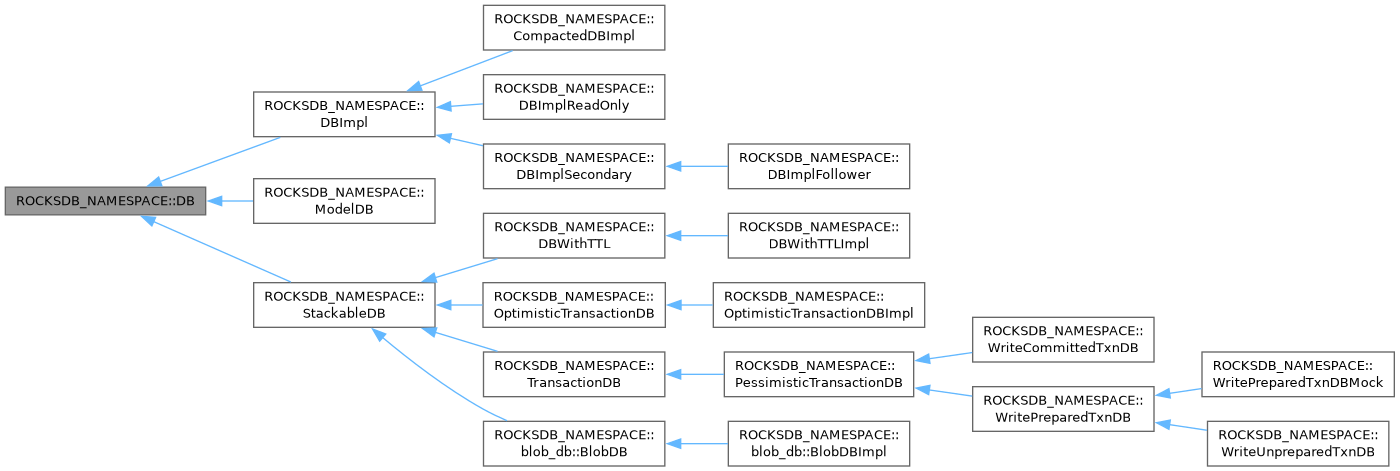 ROCKSDB_NAMESPACE::DB
ROCKSDB_NAMESPACE::
DBImpl
ROCKSDB_NAMESPACE::
ModelDB
ROCKSDB_NAMESPACE::
StackableDB
ROCKSDB_NAMESPACE::
CompactedDBImpl
ROCKSDB_NAMESPACE::
DBImplReadOnly
ROCKSDB_NAMESPACE::
DBImplSecondary
ROCKSDB_NAMESPACE::
DBImplFollower
ROCKSDB_NAMESPACE::
DBWithTTL
ROCKSDB_NAMESPACE::
DBWithTTLImpl
ROCKSDB_NAMESPACE::
OptimisticTransactionDB
ROCKSDB_NAMESPACE::
OptimisticTransactionDBImpl
ROCKSDB_NAMESPACE::
TransactionDB
ROCKSDB_NAMESPACE::
PessimisticTransactionDB
ROCKSDB_NAMESPACE::
WriteCommittedTxnDB
ROCKSDB_NAMESPACE::
WritePreparedTxnDB
ROCKSDB_NAMESPACE::
WritePreparedTxnDBMock
ROCKSDB_NAMESPACE::
WriteUnpreparedTxnDB
ROCKSDB_NAMESPACE::
blob_db::BlobDB
ROCKSDB_NAMESPACE::
blob_db::BlobDBImpl